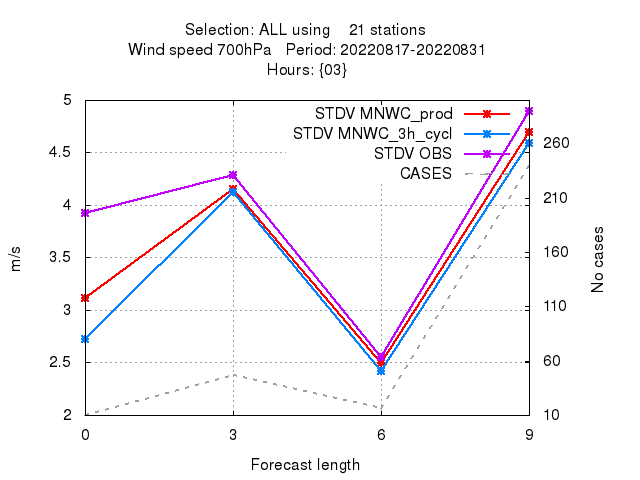 Selection: ALL using    21 stations
Wind speed 700hPa   Period: 20220817-20220831
Hours: {03}
STDV MNWC_prod
STDV MNWC_3h_cycl
STDV OBS
CASES
5
4.5
4
3.5
3
2.5
2
m/s
260
210
160
110
60
10
No cases
0 3 6 9
Forecast length